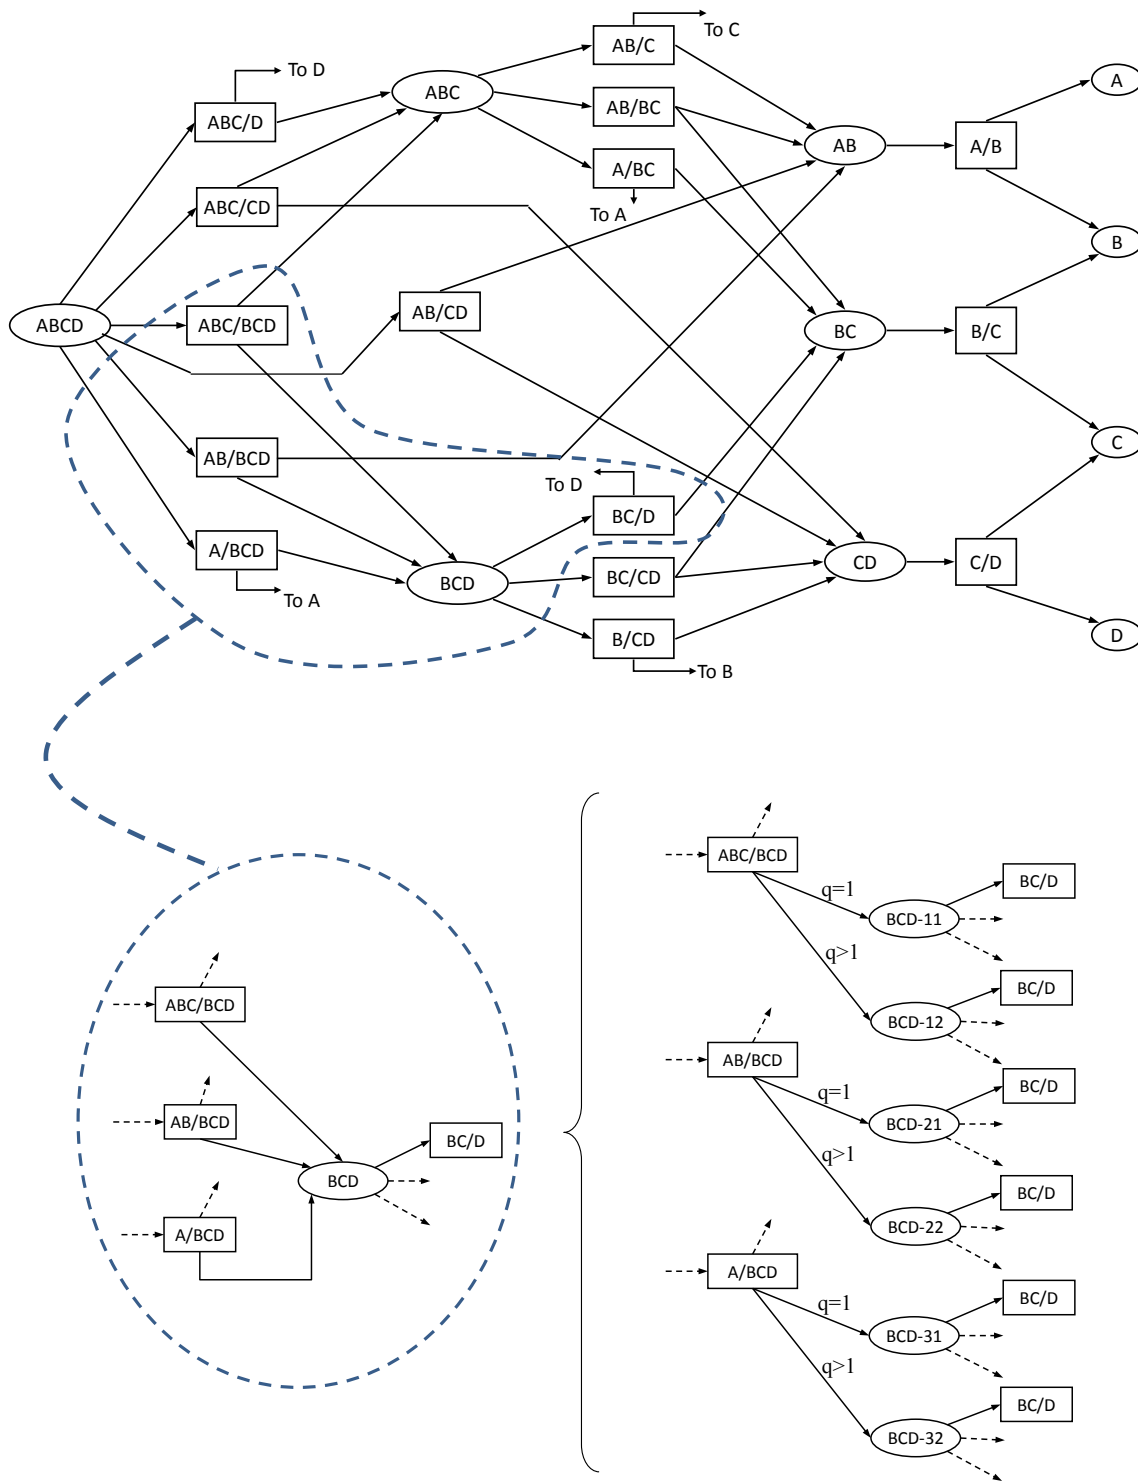 To C
AB/C
To D
ABC
A
AB/BC
ABC/D
AB
A/B
A/BC
ABC/CD
To A
B
AB/CD
ABCD
ABC/BCD
BC
B/C
C
AB/BCD
To D
BC/D
A/BCD
CD
C/D
BC/CD
BCD
To A
B/CD
D
To B
ABC/BCD
BC/D
q=1
BCD-11
q>1
BC/D
ABC/BCD
BCD-12
AB/BCD
BC/D
q=1
AB/BCD
BCD-21
BC/D
q>1
BCD
BC/D
A/BCD
BCD-22
A/BCD
BC/D
q=1
BCD-31
q>1
BC/D
BCD-32